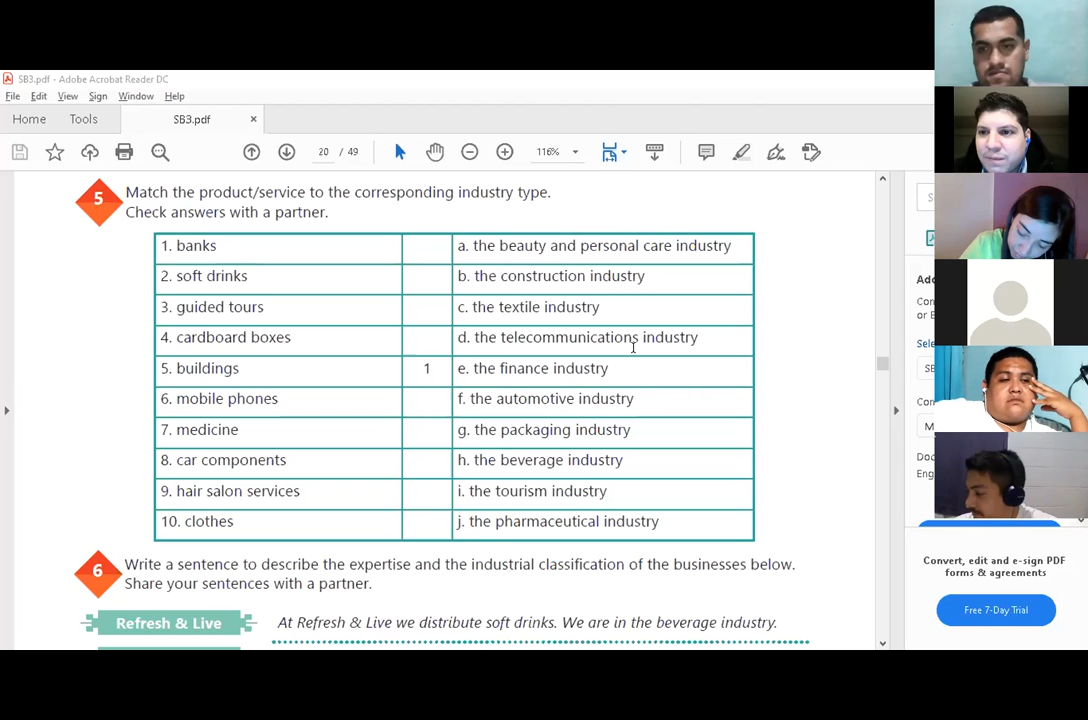 SB3.pdf - Adobe Acrobat Reader DC
File Edit View Sign Window Help
Home Tools SB3.pdf ×
20 / 49 116%
5 Match the product/service to the corresponding industry type.
Check answers with a partner.
1. banks a. the beauty and personal care industry
2. soft drinks b. the construction industry
3. guided tours c. the textile industry
4. cardboard boxes d. the telecommunications industry
5. buildings 1 e. the finance industry
6. mobile phones f. the automotive industry
7. medicine g. the packaging industry
8. car components h. the beverage industry
9. hair salon services i. the tourism industry
10. clothes j. the pharmaceutical industry
6 Write a sentence to describe the expertise and the industrial classification of the businesses below.
Share your sentences with a partner.
Refresh & Live At Refresh & Live we distribute soft drinks. We are in the beverage industry.
Convert, edit and e-sign PDF
forms & agreements
Free 7-Day Trial